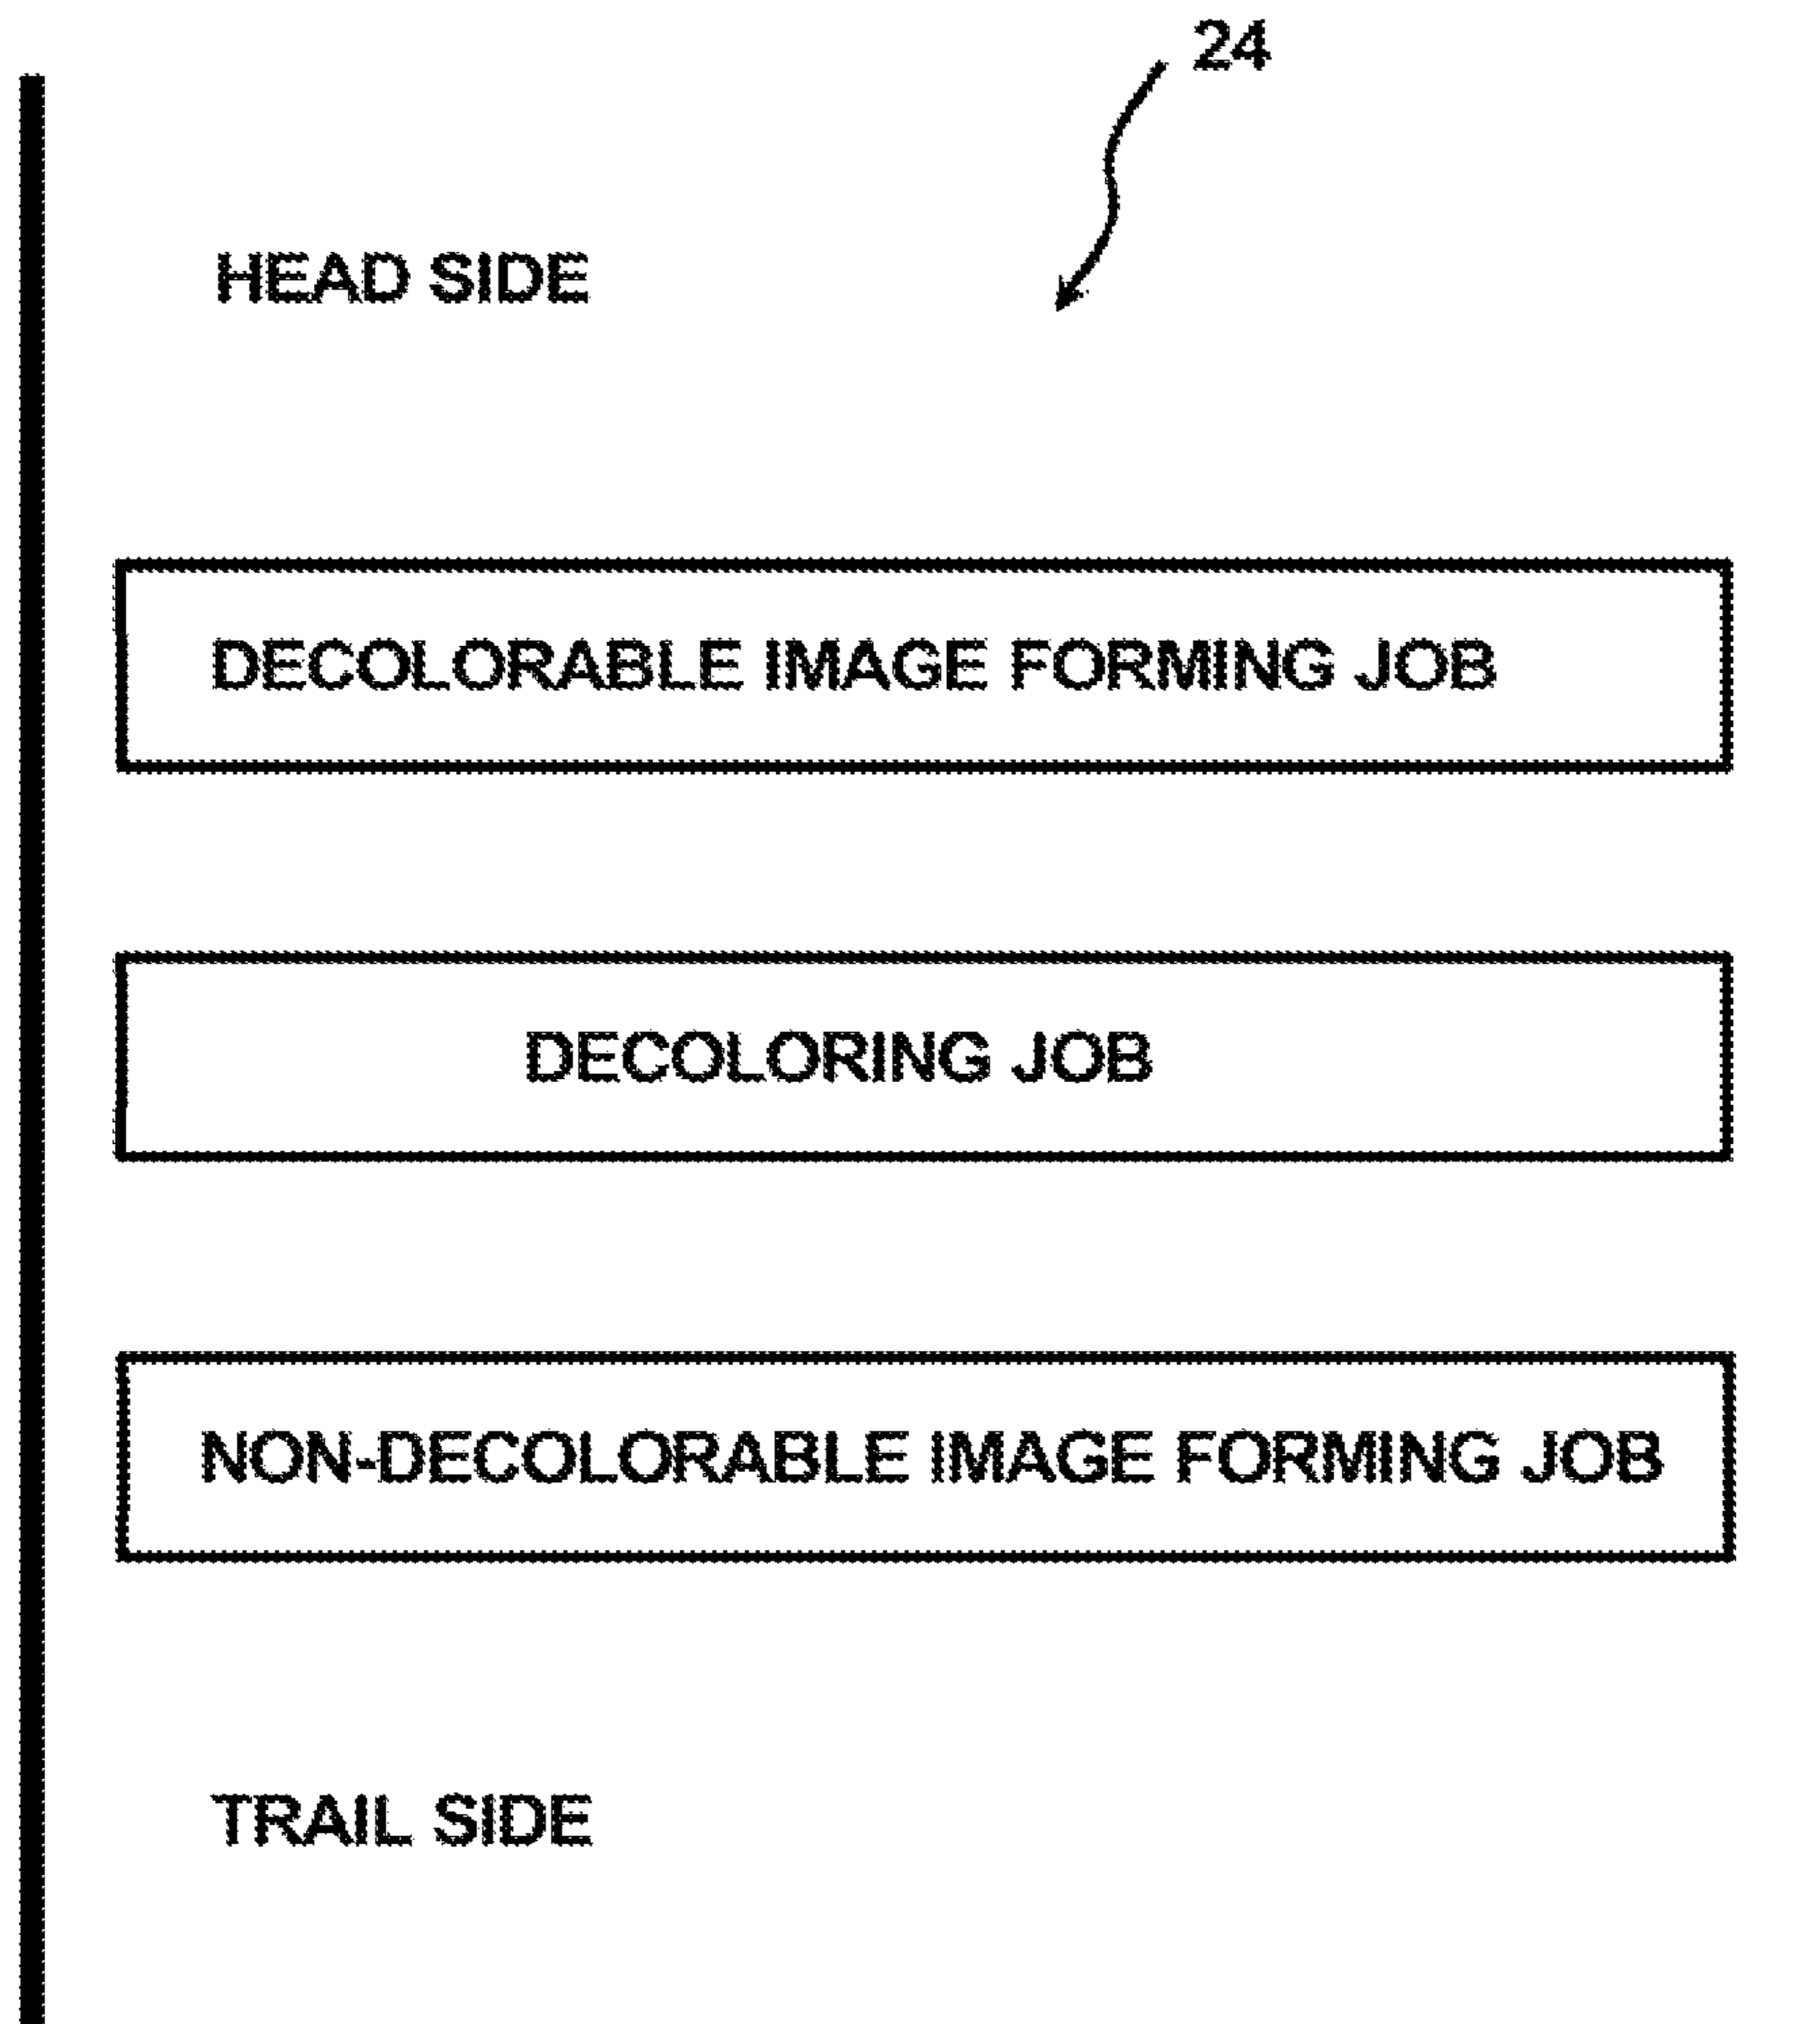 24
HEAD SIDE
DECOLORABLE IMAGE FORMING JOB
DECOLORING JOB
NON-DECOLORABLE IMAGE FORMING JOB
TRAIL SIDE